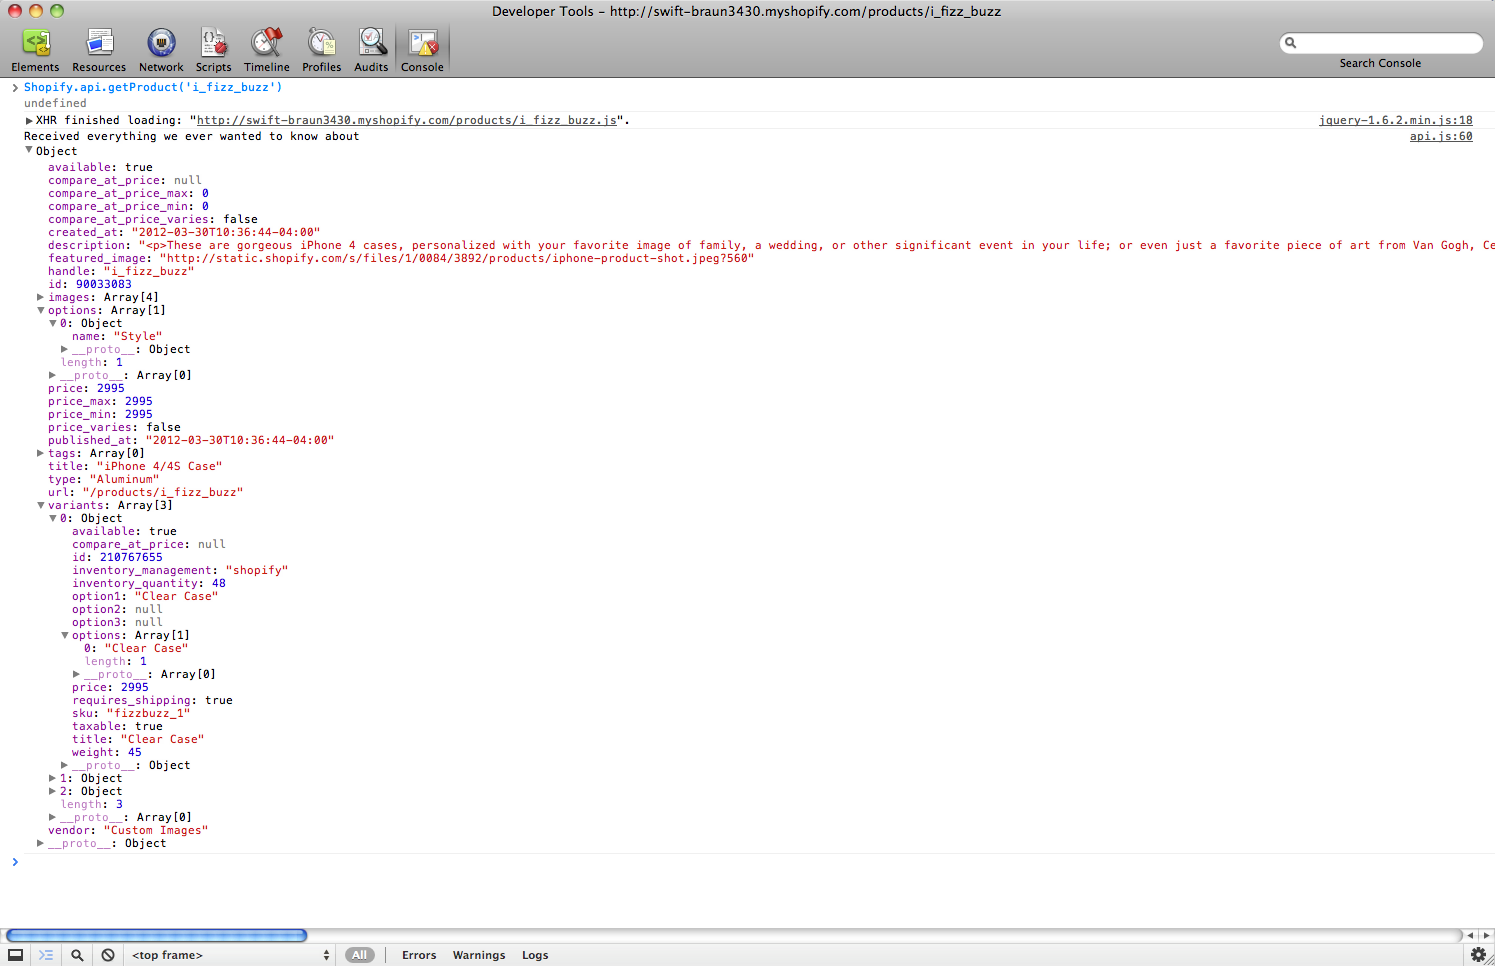 Developer Tools - http://swift-braun3430.myshopify.com/products/i_fizz_buzz
Elements Resources Network Scripts Timeline Profiles Audits Console
Search Console
Shopify.api.getProduct('i_fizz_buzz')
undefined
XHR finished loading: "http://swift-braun3430.myshopify.com/products/i_fizz_buzz.js". jquery-1.6.2.min.js:18
Received everything we ever wanted to know about api.js:60
Object
available: true
compare_at_price: null
compare_at_price_max: 0
compare_at_price_min: 0
compare_at_price_varies: false
created_at: "2012-03-30T10:36:44-04:00"
description: "<p>These are gorgeous iPhone 4 cases, personalized with your favorite image of family, a wedding, or other significant event in your life; or even just a favorite piece of art from Van Gogh, Ce
featured_image: "http://static.shopify.com/s/files/1/0084/3892/products/iphone-product-shot.jpeg?560"
handle: "i_fizz_buzz"
id: 90033083
images: Array[4]
options: Array[1]
0: Object
name: "Style"
__proto__: Object
length: 1
__proto__: Array[0]
price: 2995
price_max: 2995
price_min: 2995
price_varies: false
published_at: "2012-03-30T10:36:44-04:00"
tags: Array[0]
title: "iPhone 4/4S Case"
type: "Aluminum"
url: "/products/i_fizz_buzz"
variants: Array[3]
0: Object
available: true
compare_at_price: null
id: 210767655
inventory_management: "shopify"
inventory_quantity: 48
option1: "Clear Case"
option2: null
option3: null
options: Array[1]
0: "Clear Case"
length: 1
__proto__: Array[0]
price: 2995
requires_shipping: true
sku: "fizzbuzz_1"
taxable: true
title: "Clear Case"
weight: 45
__proto__: Object
1: Object
2: Object
length: 3
__proto__: Array[0]
vendor: "Custom Images"
__proto__: Object
<top frame> All Errors Warnings Logs